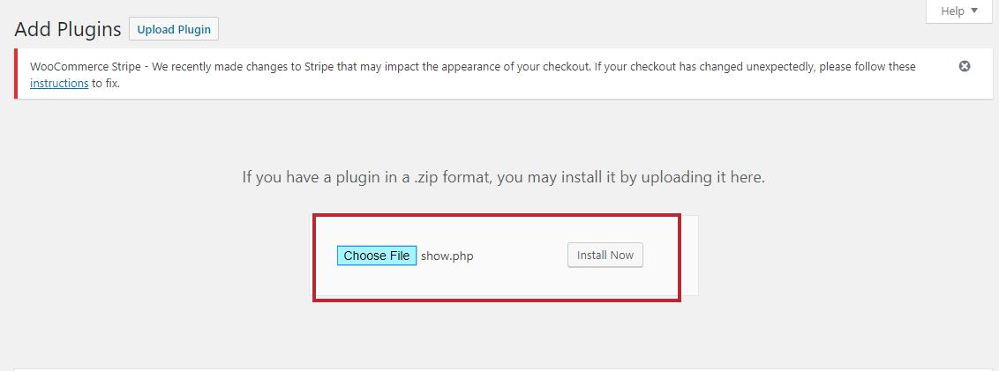 Help ▼
Add Plugins Upload Plugin
WooCommerce Stripe - We recently made changes to Stripe that may impact the appearance of your checkout. If your checkout has changed unexpectedly, please follow these
instructions to fix.
If you have a plugin in a .zip format, you may install it by uploading it here.
Choose File show.php Install Now